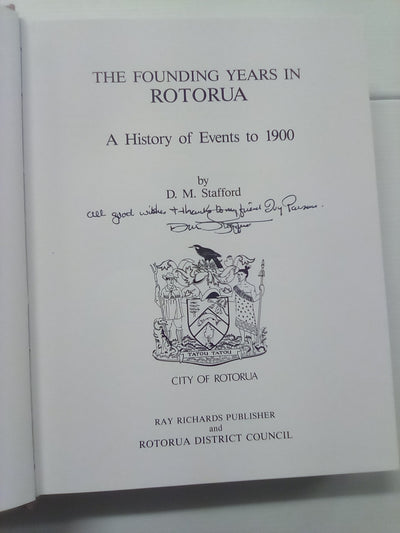 THE FOUNDING YEARS IN
ROTORUA
A History of Events to 1900
by
D. M. Stafford
All good wishes + thanks to my friend
TATOU TATOU
CITY OF ROTORUA
RAY RICHARDS PUBLISHER
and
ROTORUA DISTRICT COUNCIL